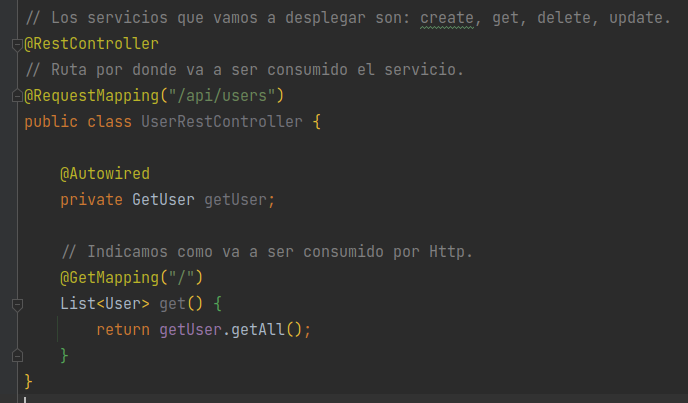 // Los servicios que vamos a desplegar son: create, get, delete, update.
@RestController
// Ruta por donde va a ser consumido el servicio.
@RequestMapping("/api/users")
public class UserRestController {
@Autowired
private GetUser getUser;
// Indicamos como va a ser consumido por Http.
@GetMapping("/")
List<User> get() {
return getUser.getAll();
}
}